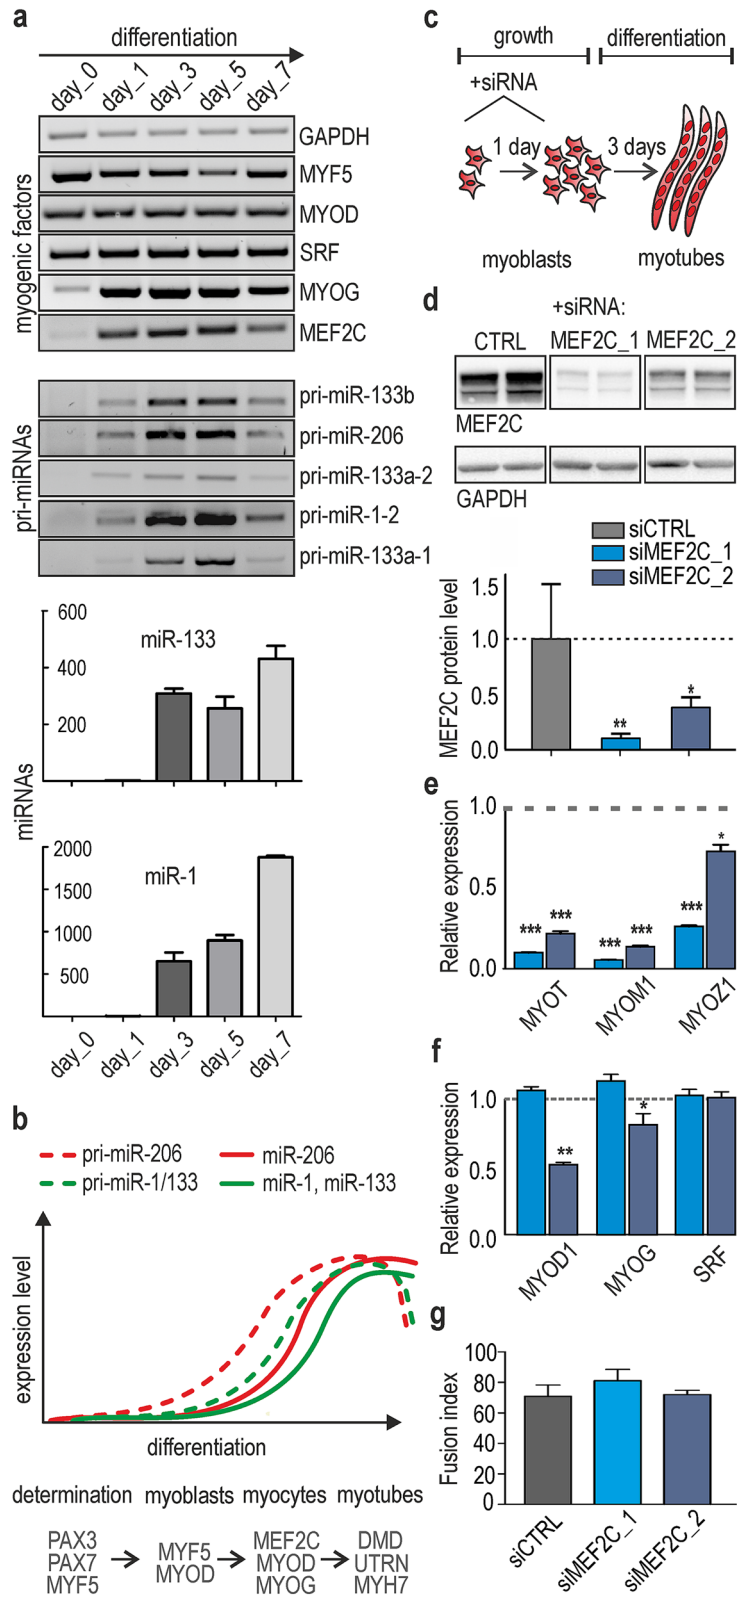 a
differentiation
day_0 day_1 day_3 day_5 day_7
myogenic factors
GAPDH
MYF5
MYOD
SRF
MYOG
MEF2C
pri-miRNAs
pri-miR-133b
pri-miR-206
pri-miR-133a-2
pri-miR-1-2
pri-miR-133a-1
miRNAs
600
400
200
miR-133
2000
1500
1000
500
miR-1
day_0 day_1 day_3 day_5 day_7
b
pri-miR-206 miR-206
pri-miR-1/133 miR-1, miR-133
expression level
differentiation
determination myoblasts myocytes myotubes
PAX3
PAX7
MYF5
MYF5
MYOD
MEF2C
MYOD
MYOG
DMD
UTRN
MYH7
c
growth differentiation
+siRNA
1 day 3 days
myoblasts myotubes
d
+siRNA:
CTRL MEF2C_1 MEF2C_2
MEF2C
GAPDH
siCTRL
siMEF2C_1
siMEF2C_2
MEF2C protein level
1.5
1.0
0.5
0.0
**
*
e
Relative expression
1.0
0.5
0.0
*** *** *** *** *** *
MYOT MYOM1 MYOZ1
f
Relative expression
1.0
0.5
0.0
** *
MYOD1 MYOG SRF
g
Fusion index
100
80
60
40
20
0
siCTRL siMEF2C_1 siMEF2C_2